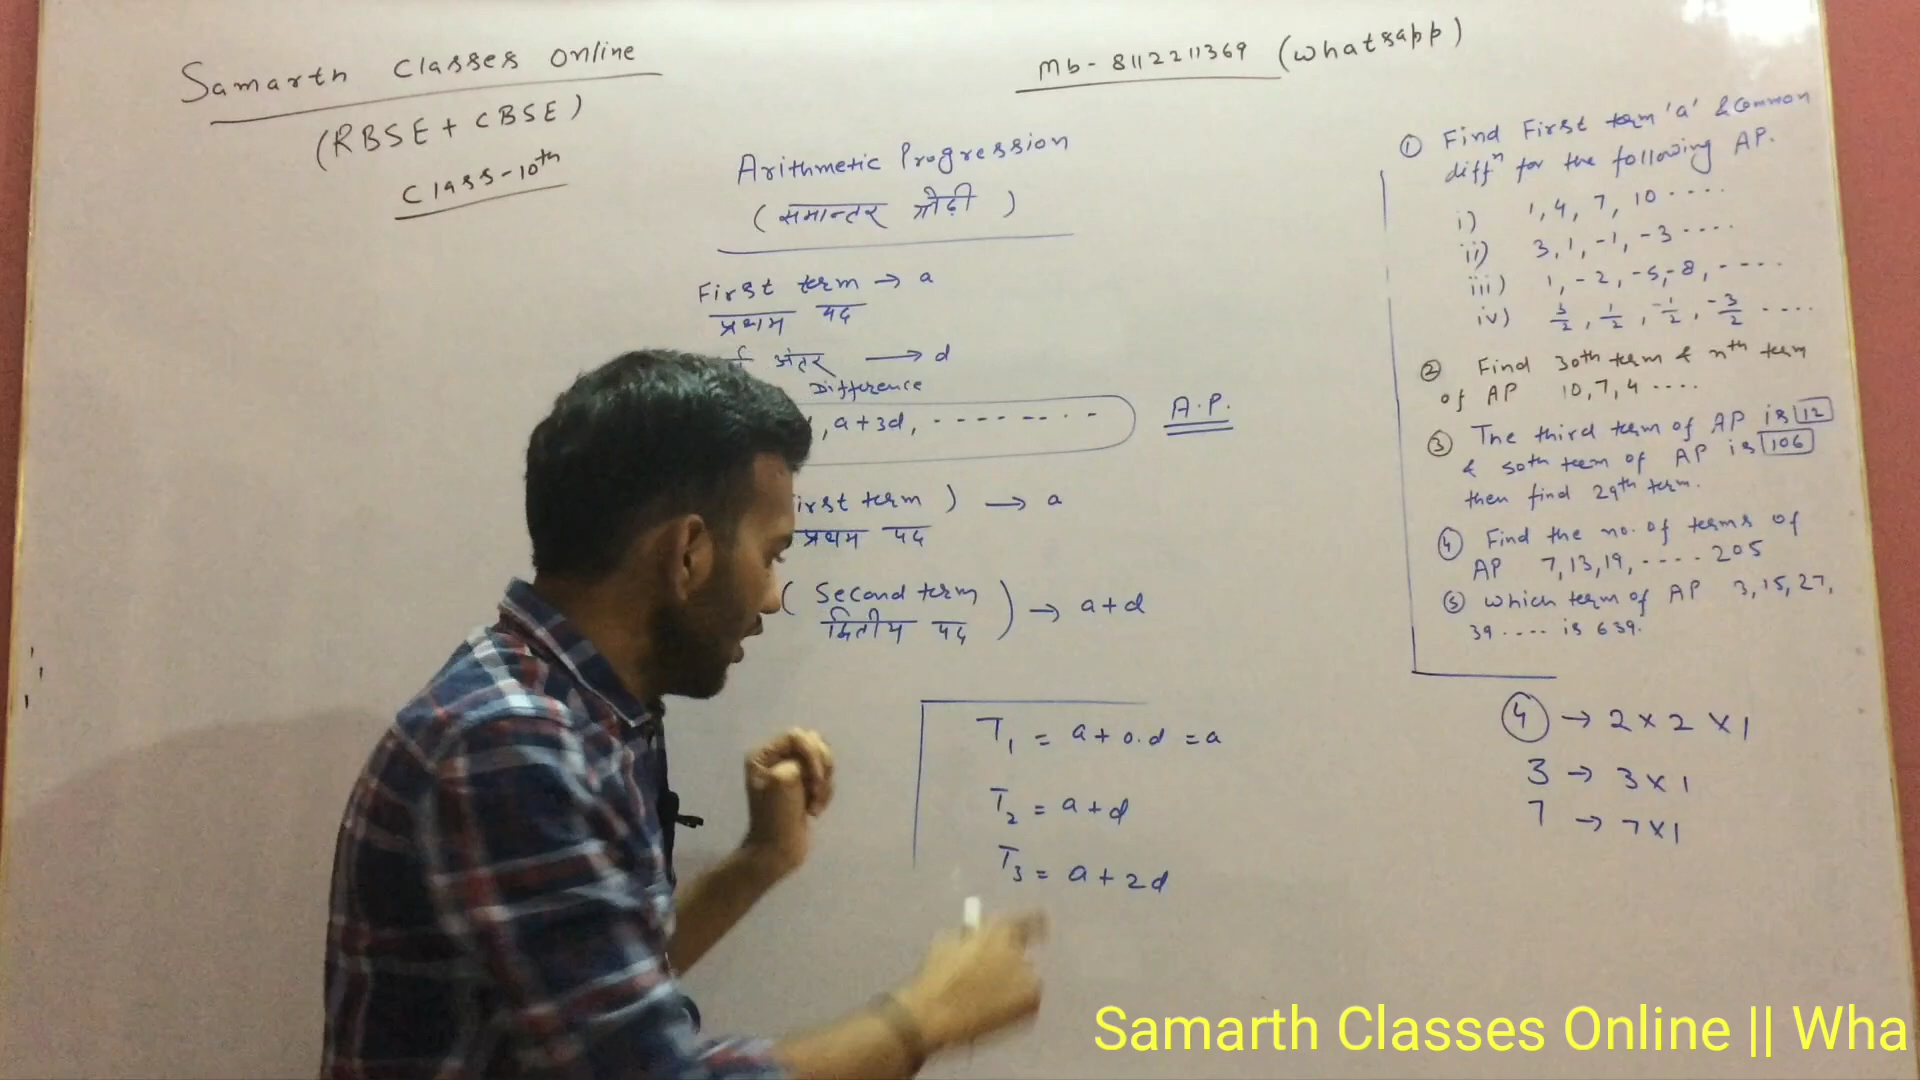 Samarth Classes Online
(RBSE + CBSE)
Class-10th
Mb- 8112211369 (Whatsapp)
Arithmetic Progression
(समान्तर श्रेढ़ी)
First term → a
प्रथम पद
अंतर → d
Difference
, a+3d, - - - - - - - -
A.P.
irst term) → a
प्रथम पद
(Second term
द्वितीय पद) → a+d
T1 = a+0.d = a
T2 = a+d
T3 = a+2d
① Find First term 'a' & Common
diffⁿ for the following AP.
i) 1, 4, 7, 10 ....
ii) 3, 1, -1, -3 ....
iii) 1, -2, -5, -8, ----
iv) 3/2, 1/2, -1/2, -3/2 ....
② Find 30th term & nth term
of AP 10, 7, 4 ....
③ The third term of AP is 12
& 50th term of AP is 106
then find 29th term.
④ Find the no. of terms of
AP 7, 13, 19, ---- 205
⑤ Which term of AP 3, 15, 27,
39 .... is 639.
④ → 2 x 2 x 1
3 → 3 x 1
7 → 7 x 1
Samarth Classes Online || Wha